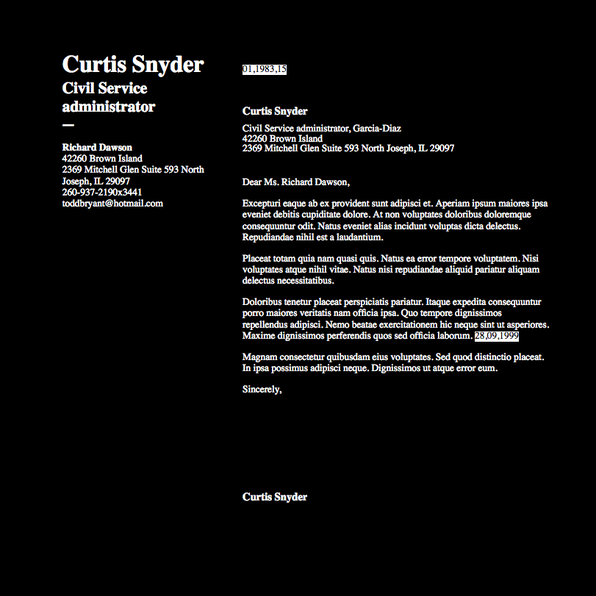 Curtis Snyder
Civil Service
administrator
Richard Dawson
42260 Brown Island
2369 Mitchell Glen Suite 593 North
Joseph, IL 29097
260-937-2190x3441
toddbryant@hotmail.com
01,1983,15
Curtis Snyder
Civil Service administrator, Garcia-Diaz
42260 Brown Island
2369 Mitchell Glen Suite 593 North Joseph, IL 29097
Dear Ms. Richard Dawson,
Excepturi eaque ab ex provident sunt adipisci et. Aperiam ipsum maiores ipsa
eveniet debitis cupiditate dolore. At non voluptates doloribus doloremque
consequuntur odit. Natus eveniet alias incidunt voluptas dicta delectus.
Repudiandae nihil est a laudantium.
Placeat totam quia nam quasi quis. Natus ea error tempore voluptatem. Nisi
voluptates atque nihil vitae. Natus nisi repudiandae aliquid pariatur aliquam
delectus necessitatibus.
Doloribus tenetur placeat perspiciatis pariatur. Itaque expedita consequuntur
porro maiores veritatis nam officia ipsa. Quo tempore dignissimos
repellendus adipisci. Nemo beatae exercitationem hic neque sint ut asperiores.
Maxime dignissimos perferendis quos sed officia laborum. 28,09,1999
Magnam consectetur quibusdam eius voluptates. Sed quod distinctio placeat.
In ipsa possimus adipisci neque. Dignissimos ut atque error eum.
Sincerely,
Curtis Snyder